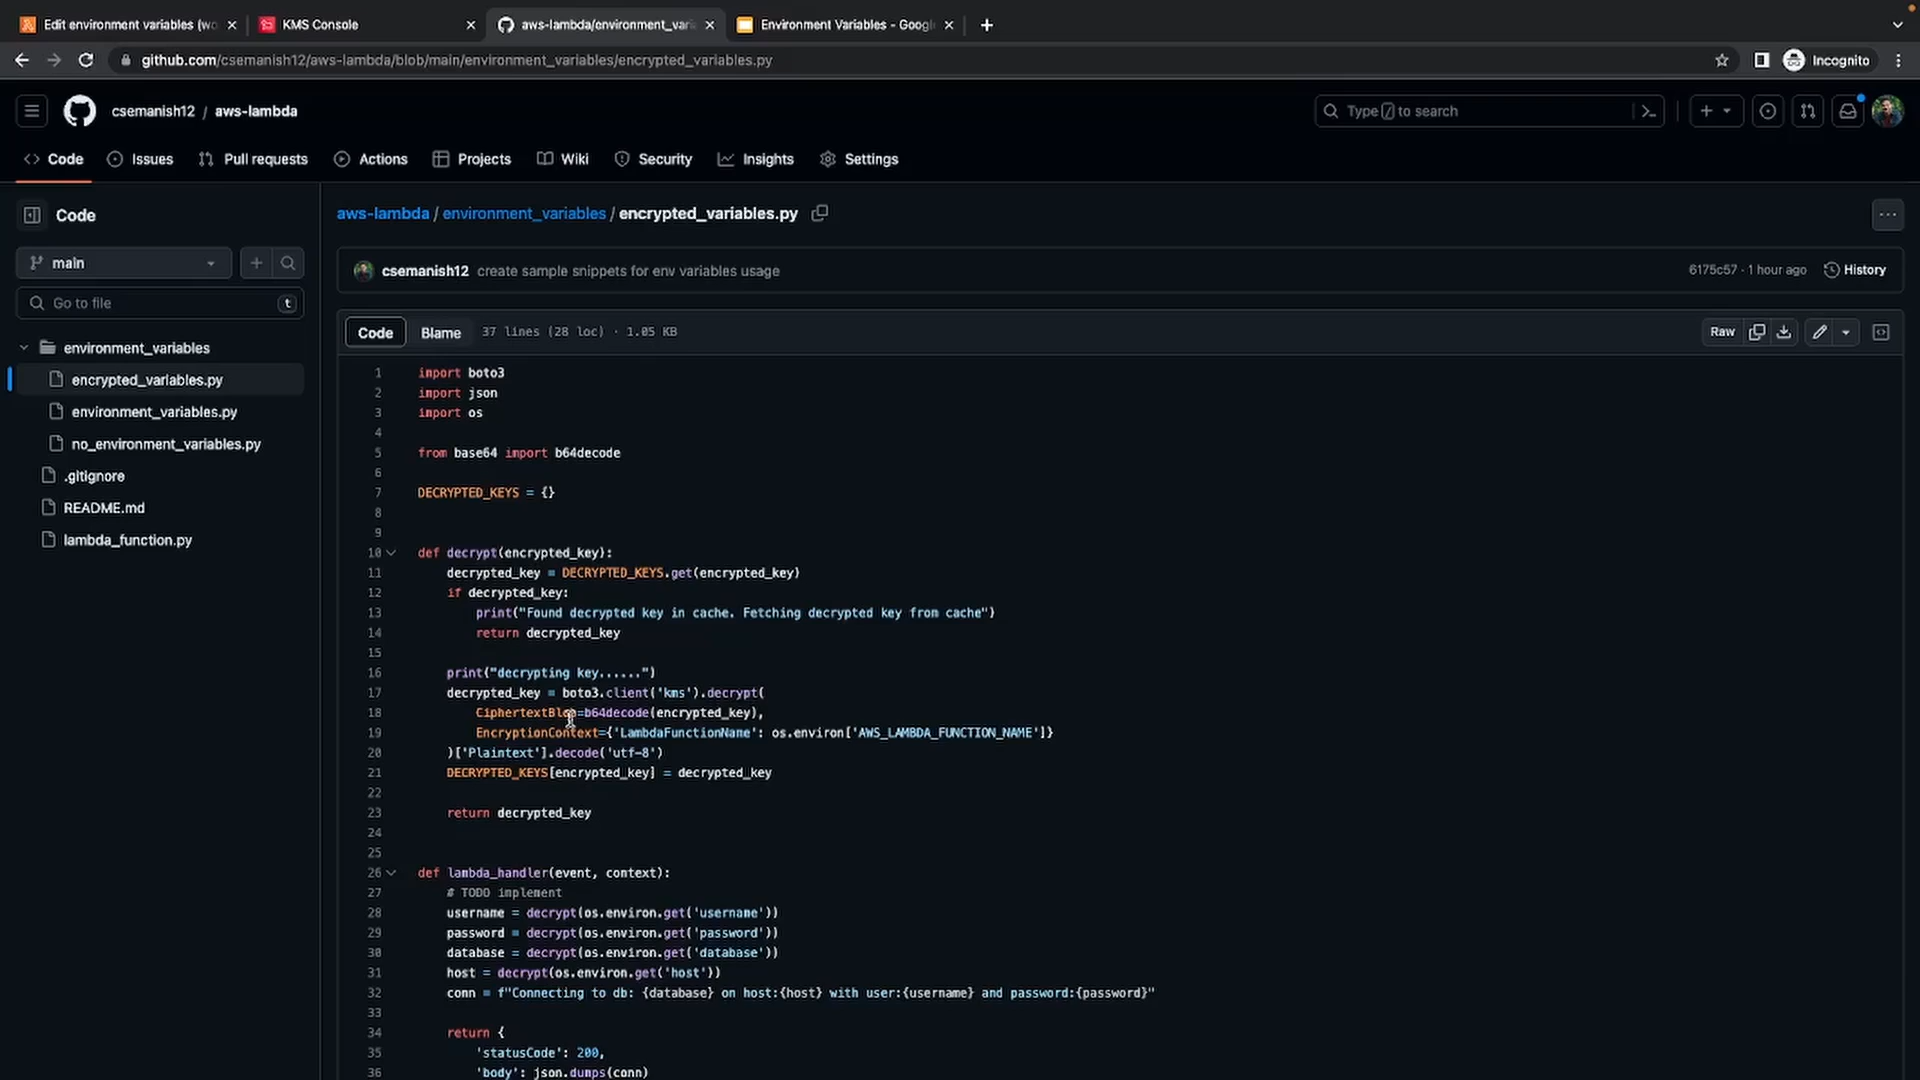 Edit environment variables (wo
KMS Console
aws-lambda/environment_vari
Environment Variables - Googl
github.com/csemanish12/aws-lambda/blob/main/environment_variables/encrypted_variables.py
Incognito
csemanish12 / aws-lambda
Type / to search
Code
Issues
Pull requests
Actions
Projects
Wiki
Security
Insights
Settings
Code
main
Go to file
t
environment_variables
encrypted_variables.py
environment_variables.py
no_environment_variables.py
.gitignore
README.md
lambda_function.py
aws-lambda / environment_variables / encrypted_variables.py
csemanish12 create sample snippets for env variables usage
6175c57 · 1 hour ago
History
Code
Blame
37 lines (28 loc) · 1.05 KB
Raw
1 import boto3
2 import json
3 import os
4
5 from base64 import b64decode
6
7 DECRYPTED_KEYS = {}
8
9
10 def decrypt(encrypted_key):
11 decrypted_key = DECRYPTED_KEYS.get(encrypted_key)
12 if decrypted_key:
13 print("Found decrypted key in cache. Fetching decrypted key from cache")
14 return decrypted_key
15
16 print("decrypting key......")
17 decrypted_key = boto3.client('kms').decrypt(
18 CiphertextBlob=b64decode(encrypted_key),
19 EncryptionContext={'LambdaFunctionName': os.environ['AWS_LAMBDA_FUNCTION_NAME']}
20 )['Plaintext'].decode('utf-8')
21 DECRYPTED_KEYS[encrypted_key] = decrypted_key
22
23 return decrypted_key
24
25
26 def lambda_handler(event, context):
27 # TODO implement
28 username = decrypt(os.environ.get('username'))
29 password = decrypt(os.environ.get('password'))
30 database = decrypt(os.environ.get('database'))
31 host = decrypt(os.environ.get('host'))
32 conn = f"Connecting to db: {database} on host:{host} with user:{username} and password:{password}"
33
34 return {
35 'statusCode': 200,
36 'body': json.dumps(conn)